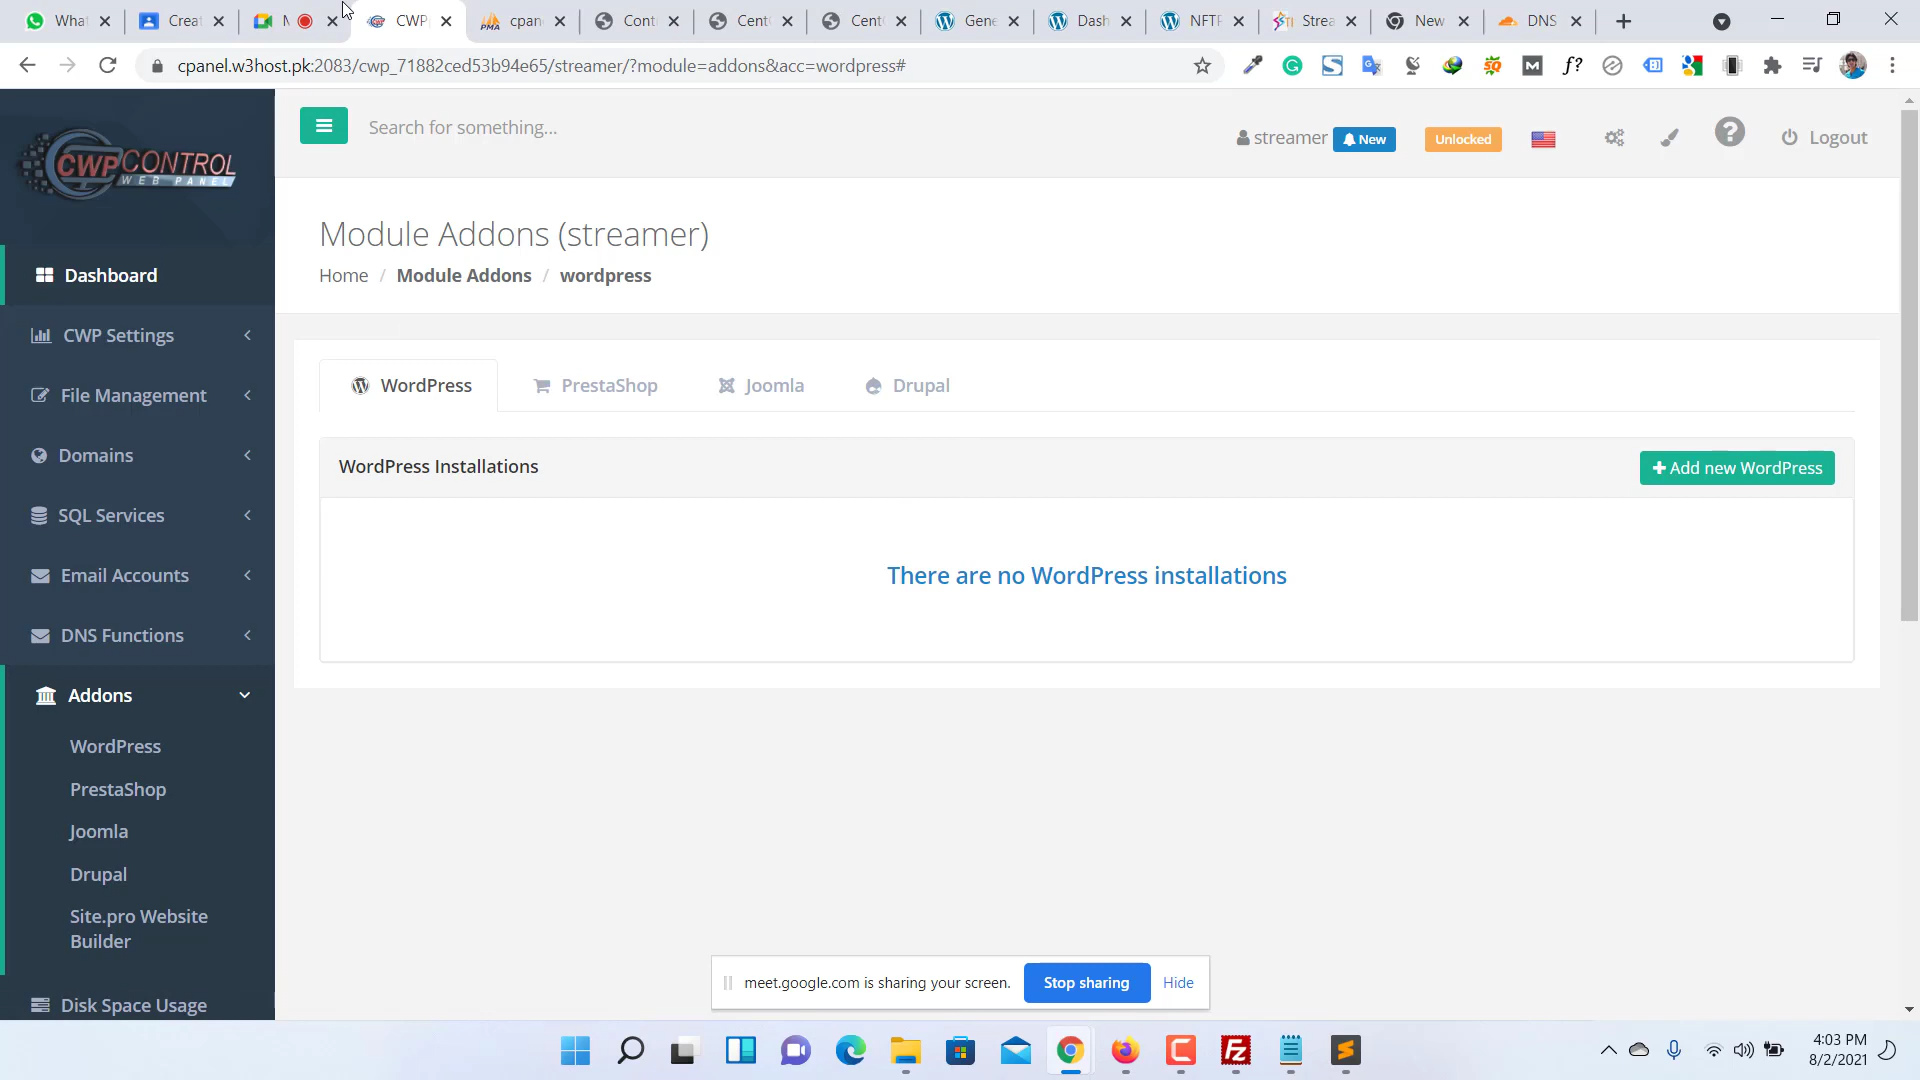 What
Creat
M
CWP
cpan
Cont
Cent
Cent
Gene
Dash
NFTF
Strea
New
DNS
cpanel.w3host.pk:2083/cwp_71882ced53b94e65/streamer/?module=addons&acc=wordpress#
CWPCONTROL
WEB PANEL
Search for something...
streamer
New
Unlocked
Logout
Module Addons (streamer)
Home / Module Addons / wordpress
Dashboard
CWP Settings
File Management
Domains
SQL Services
Email Accounts
DNS Functions
Addons
WordPress
PrestaShop
Joomla
Drupal
Site.pro Website
Builder
Disk Space Usage
WordPress
PrestaShop
Joomla
Drupal
WordPress Installations
Add new WordPress
There are no WordPress installations
meet.google.com is sharing your screen.
Stop sharing
Hide
4:03 PM
8/2/2021